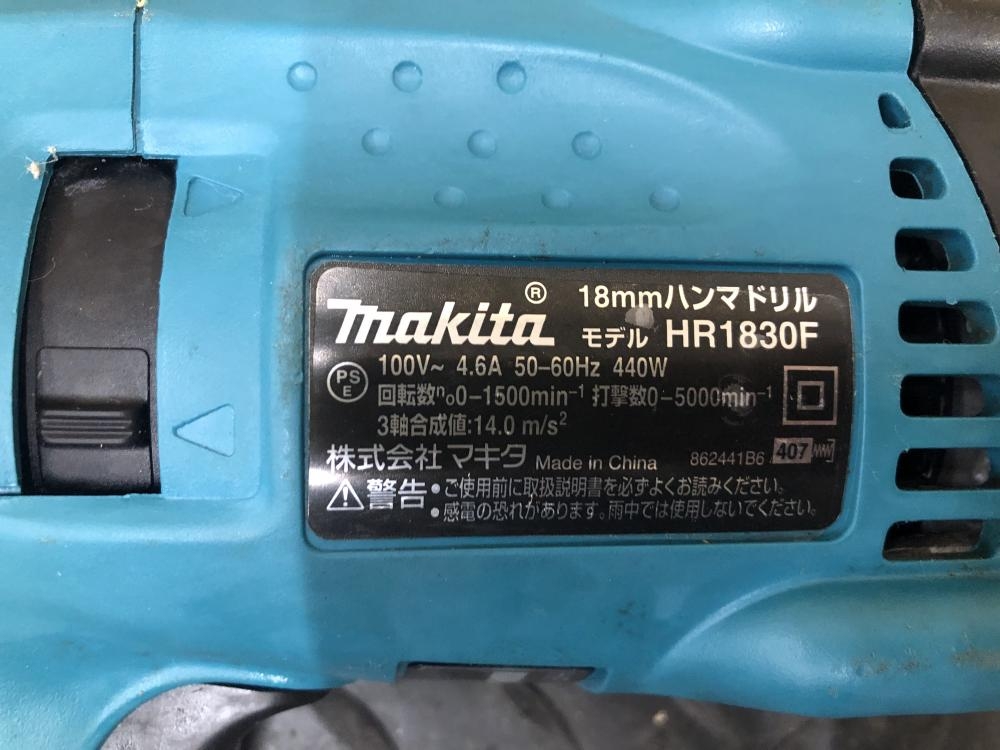 makita® 18mmハンマドリル
モデル HR1830F
PS E 100V~ 4.6A 50-60Hz 440W
回転数n₀0-1500min⁻¹ 打撃数0-5000min⁻¹
3軸合成値:14.0 m/s²
株式会社 マキタ Made in China 862441B6 407
⚠警告 •ご使用前に取扱説明書を必ずよくお読みください。
•感電の恐れがあります。雨中では使用しないでください。